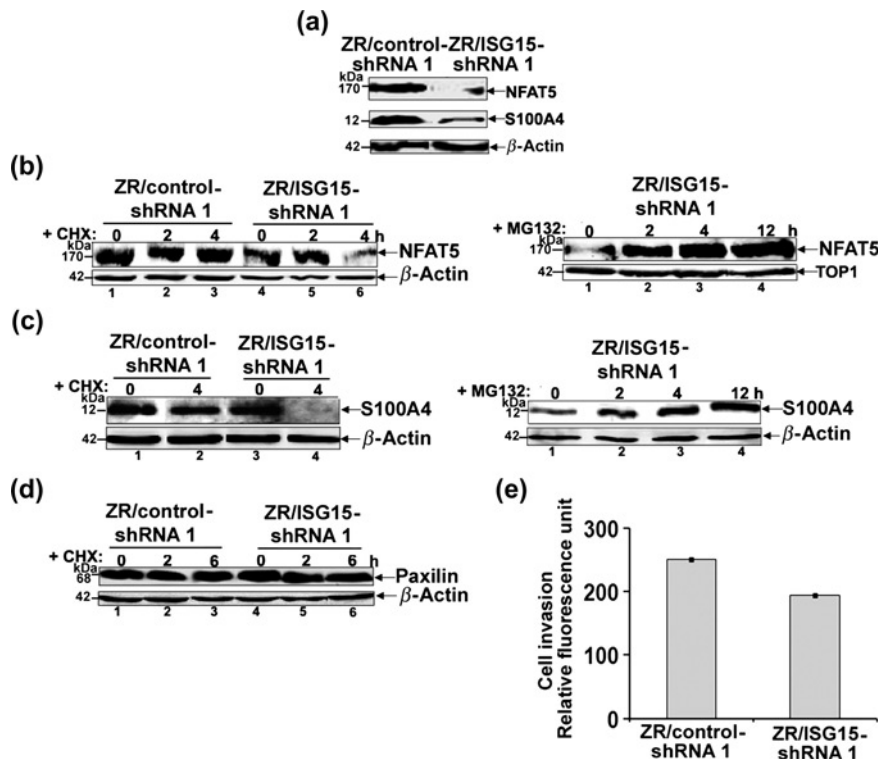 (a)
ZR/control- ZR/ISG15-
shRNA 1 shRNA 1
kDa
170 NFAT5
12 S100A4
42 β-Actin
(b)
ZR/control- ZR/ISG15-
shRNA 1 shRNA 1
+ CHX: 0 2 4 0 2 4 h
kDa
170 NFAT5
42 β-Actin
1 2 3 4 5 6
ZR/ISG15-
shRNA 1
+ MG132: 0 2 4 12 h
kDa
170 NFAT5
42 TOP1
1 2 3 4
(c)
ZR/control- ZR/ISG15-
shRNA 1 shRNA 1
+ CHX: 0 4 0 4
kDa
12 S100A4
42 β-Actin
1 2 3 4
ZR/ISG15-
shRNA 1
+ MG132: 0 2 4 12 h
kDa
12 S100A4
42 β-Actin
1 2 3 4
(d)
ZR/control- ZR/ISG15-
shRNA 1 shRNA 1
+ CHX: 0 2 6 0 2 6 h
kDa
68 Paxilin
42 β-Actin
1 2 3 4 5 6
(e)
Cell invasion
Relative fluorescence unit
300
200
100
0
ZR/control- ZR/ISG15-
shRNA 1 shRNA 1